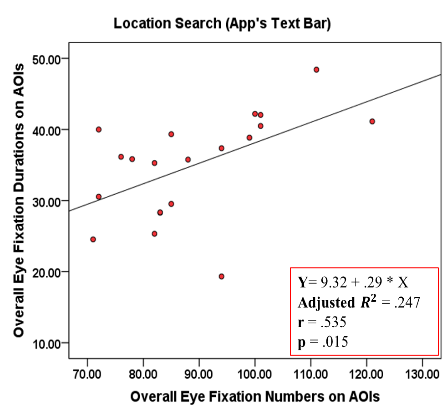 Location Search (App's Text Bar)
Overall Eye Fixation Durations on AOIs
50.00
40.00
30.00
20.00
10.00
Y= 9.32 + .29 * X
Adjusted R² = .247
r = .535
p = .015
70.00 80.00 90.00 100.00 110.00 120.00 130.00
Overall Eye Fixation Numbers on AOIs